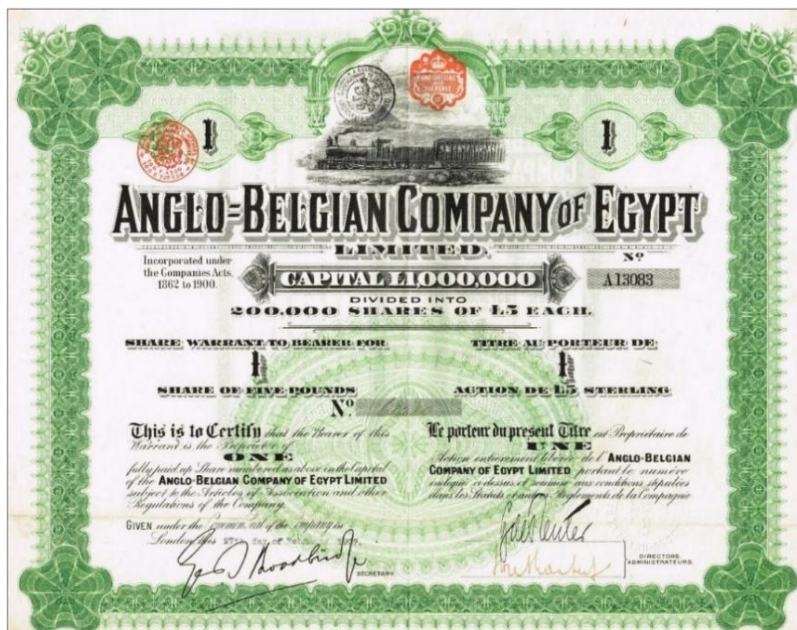 1
1
ANGLO=BELGIAN COMPANY OF EGYPT
LIMITED.
Incorporated under
the Companies Acts,
1862 to 1900.
CAPITAL £1,000,000
DIVIDED INTO
200,000 SHARES OF £5 EACH.
Nº
A13083
SHARE WARRANT TO BEARER FOR
1
SHARE OF FIVE POUNDS
TITRE AU PORTEUR DE:
1
ACTION DE £5 STERLING
Nº
This is to Certify that the Bearer of this
Warrant is the Proprietor of
ONE
fully paid up Share numbered as above in the Capital
of the ANGLO-BELGIAN COMPANY OF EGYPT LIMITED
subject to the Articles of Association and other
Regulations of the Company.
GIVEN under the Common seal of the company in
London, this 27th day of
Le porteur du present Titre est Propriétaire de
UNE
Action entièrement libérée de l'ANGLO-BELGIAN
COMPANY OF EGYPT LIMITED portant le numéro
indiqué ci-dessus et soumise aux conditions stipulées
dans les Statuts et autres Règlements de la Compagnie
SECRETARY.
DIRECTORS
ADMINISTRATEURS.